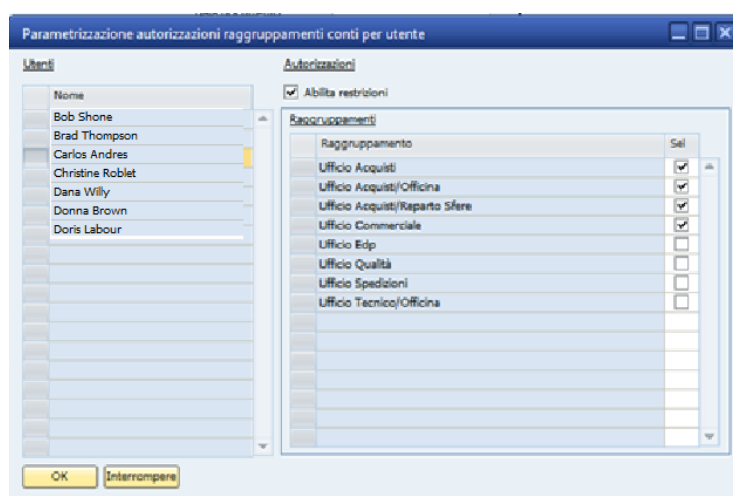 Parametrizzazione autorizzazioni raggruppamenti conti per utente
Utenti
Nome
Bob Shone
Brad Thompson
Carlos Andres
Christine Roblet
Dana Willy
Donna Brown
Doris Labour
Autorizzazioni
Abilita restrizioni
Raggruppamenti
Raggruppamento Sel
Ufficio Acquisti
Ufficio Acquisti/Officina
Ufficio Acquisti/Reparto Sfere
Ufficio Commerciale
Ufficio Edp
Ufficio Qualità
Ufficio Spedizioni
Ufficio Tecnico/Officina
OK Interrompere